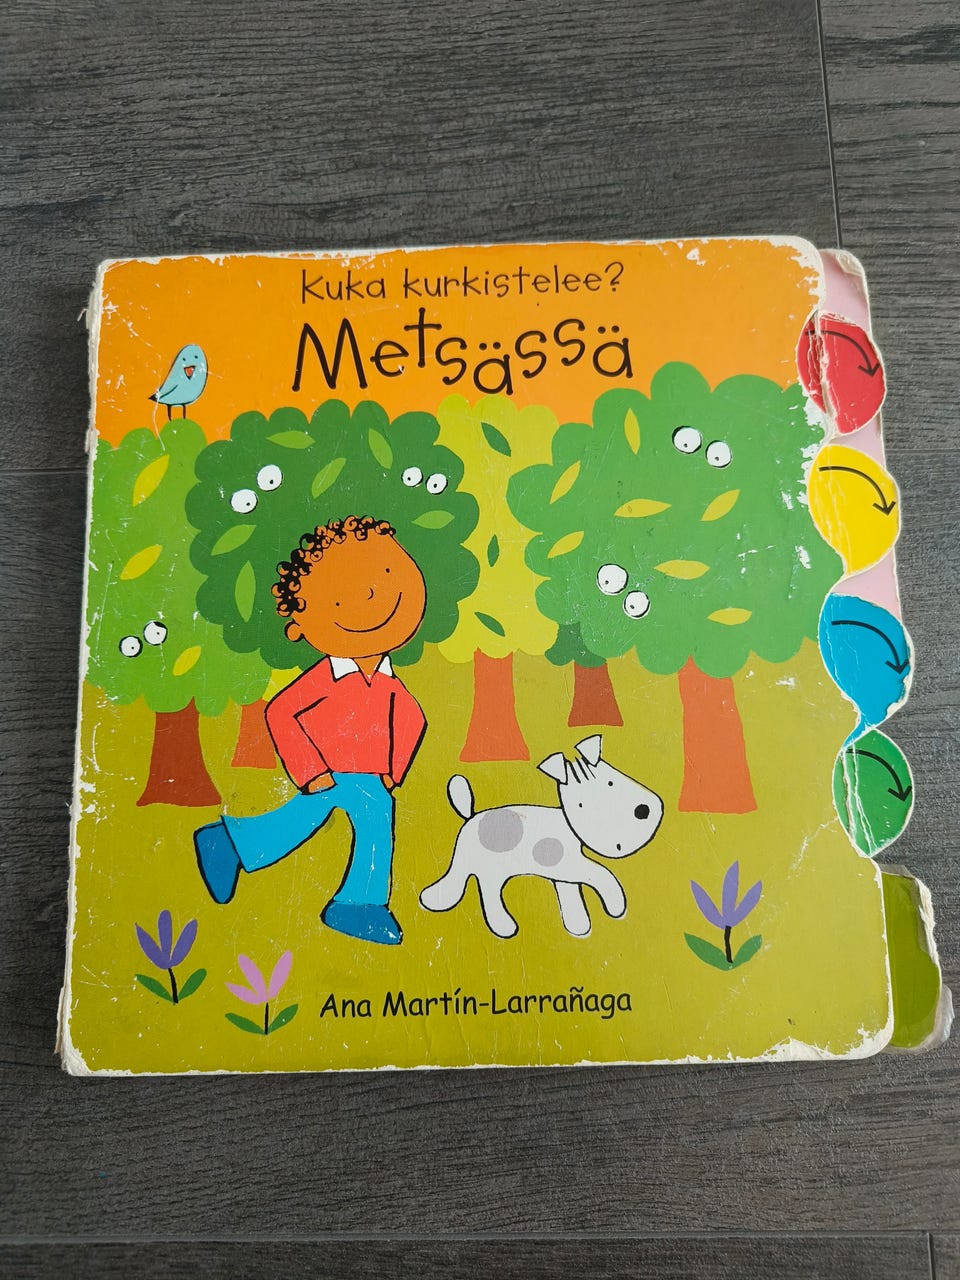 Kuka kurkistelee?
Metsässä
Ana Martín-Larrañaga